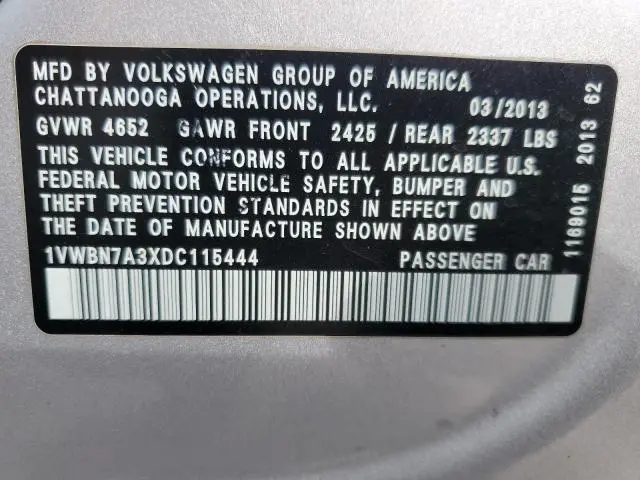 MFD BY VOLKSWAGEN GROUP OF AMERICA
CHATTANOOGA OPERATIONS, LLC. 03/2013
GVWR 4652 GAWR FRONT 2425 / REAR 2337 LBS
THIS VEHICLE CONFORMS TO ALL APPLICABLE U.S.
FEDERAL MOTOR VEHICLE SAFETY, BUMPER AND
THEFT PREVENTION STANDARDS IN EFFECT ON
THE DATE OF MANUFACTURE SHOWN ABOVE
1VWBN7A3XDC115444 PASSENGER CAR
1169016 2013 62